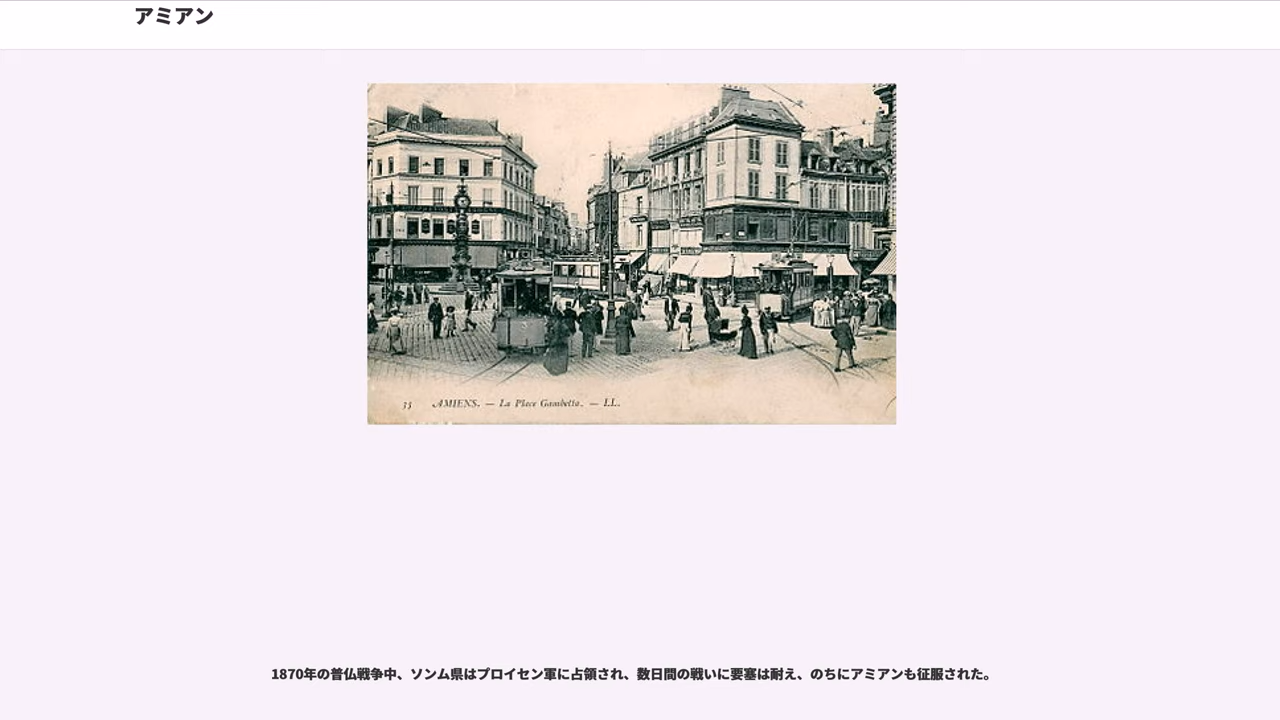 アミアン
35 AMIENS. — La Place Gambetta. — LL.
1870年の普仏戦争中、ソンム県はプロイセン軍に占領され、数日間の戦いに要塞は耐え、のちにアミアンも征服された。